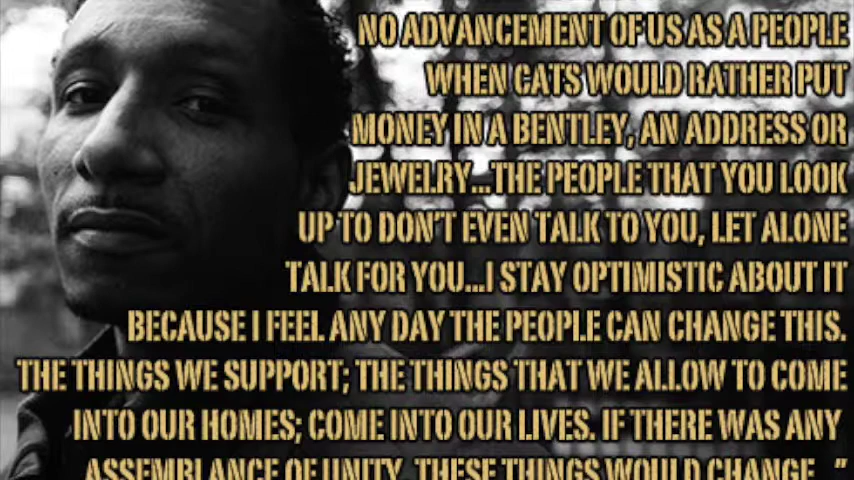 NO ADVANCEMENT OF US AS A PEOPLE
WHEN CATS WOULD RATHER PUT
MONEY IN A BENTLEY, AN ADDRESS OR
JEWELRY...THE PEOPLE THAT YOU LOOK
UP TO DON'T EVEN TALK TO YOU, LET ALONE
TALK FOR YOU...I STAY OPTIMISTIC ABOUT IT
BECAUSE I FEEL ANY DAY THE PEOPLE CAN CHANGE THIS.
THE THINGS WE SUPPORT; THE THINGS THAT WE ALLOW TO COME
INTO OUR HOMES; COME INTO OUR LIVES. IF THERE WAS ANY
ASSEMBLANCE OF UNITY, THESE THINGS WOULD CHANGE..."